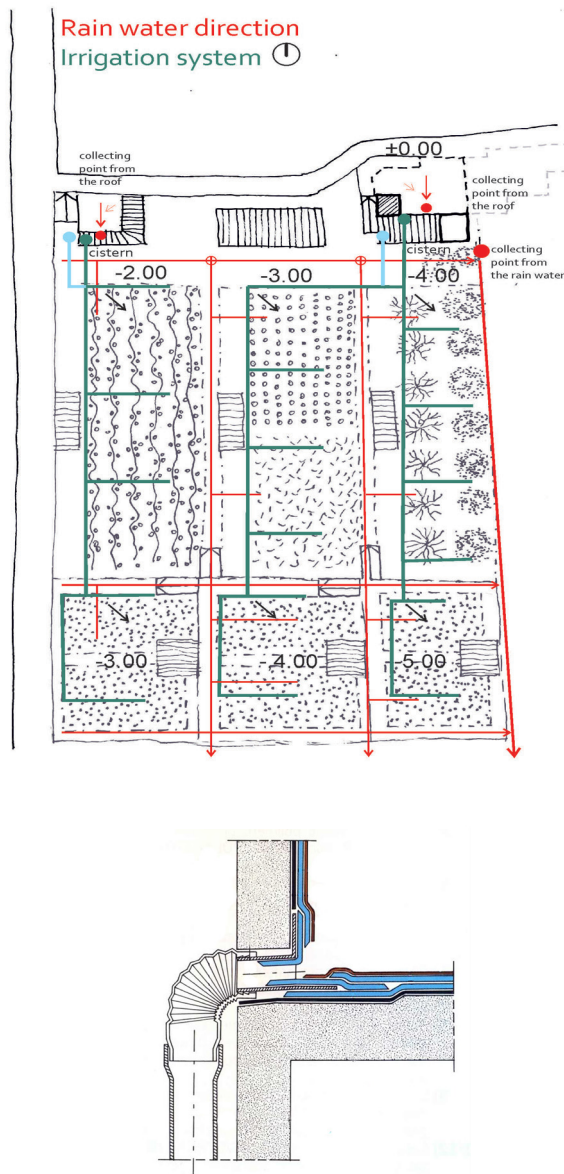 Rain water direction
Irrigation system
+0.00
collecting
point from
the roof
collecting
point from
the roof
cistern
cistern
collecting
point from
the rain water
-2.00
-3.00
-4.00
-3.00
-4.00
-5.00